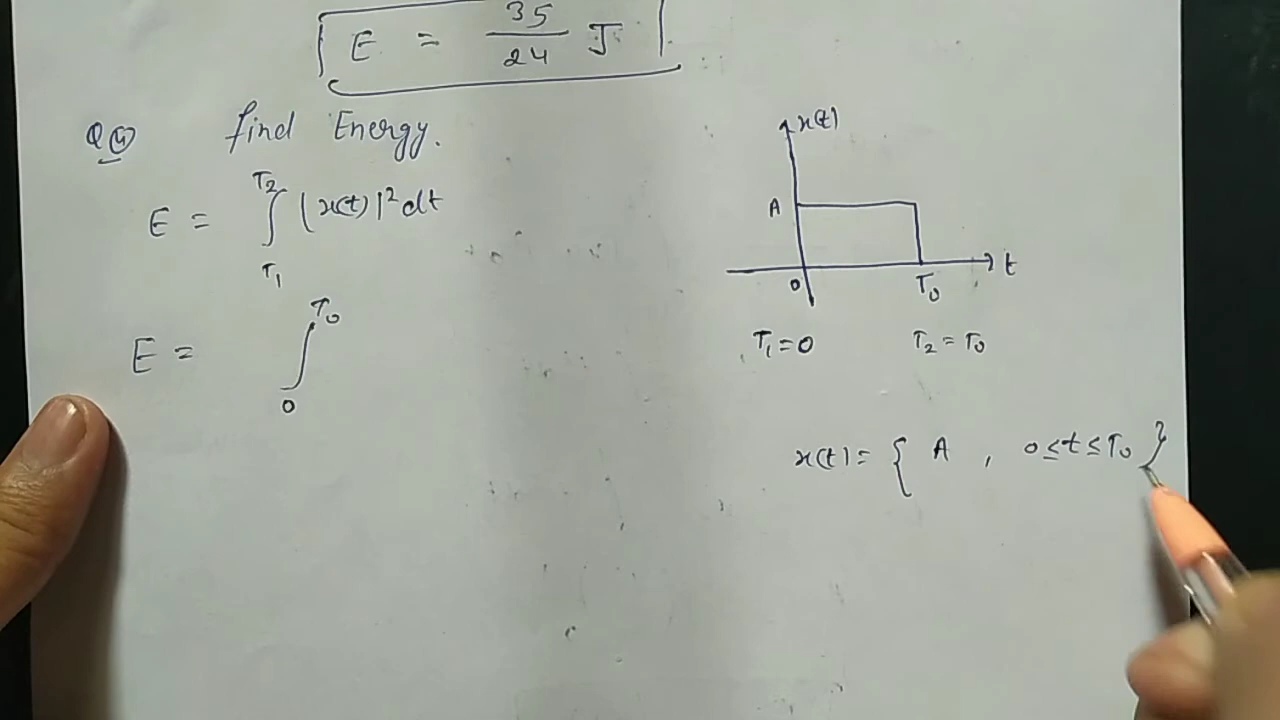 E = 35/24 J
Q④ find Energy.
x(t)
E = ∫_{T1}^{T2} |x(t)|² dt
A
0 T0 t
T1=0 T2=T0
E = ∫_0^{T0}
x(t)= { A , 0≤t≤T0 }